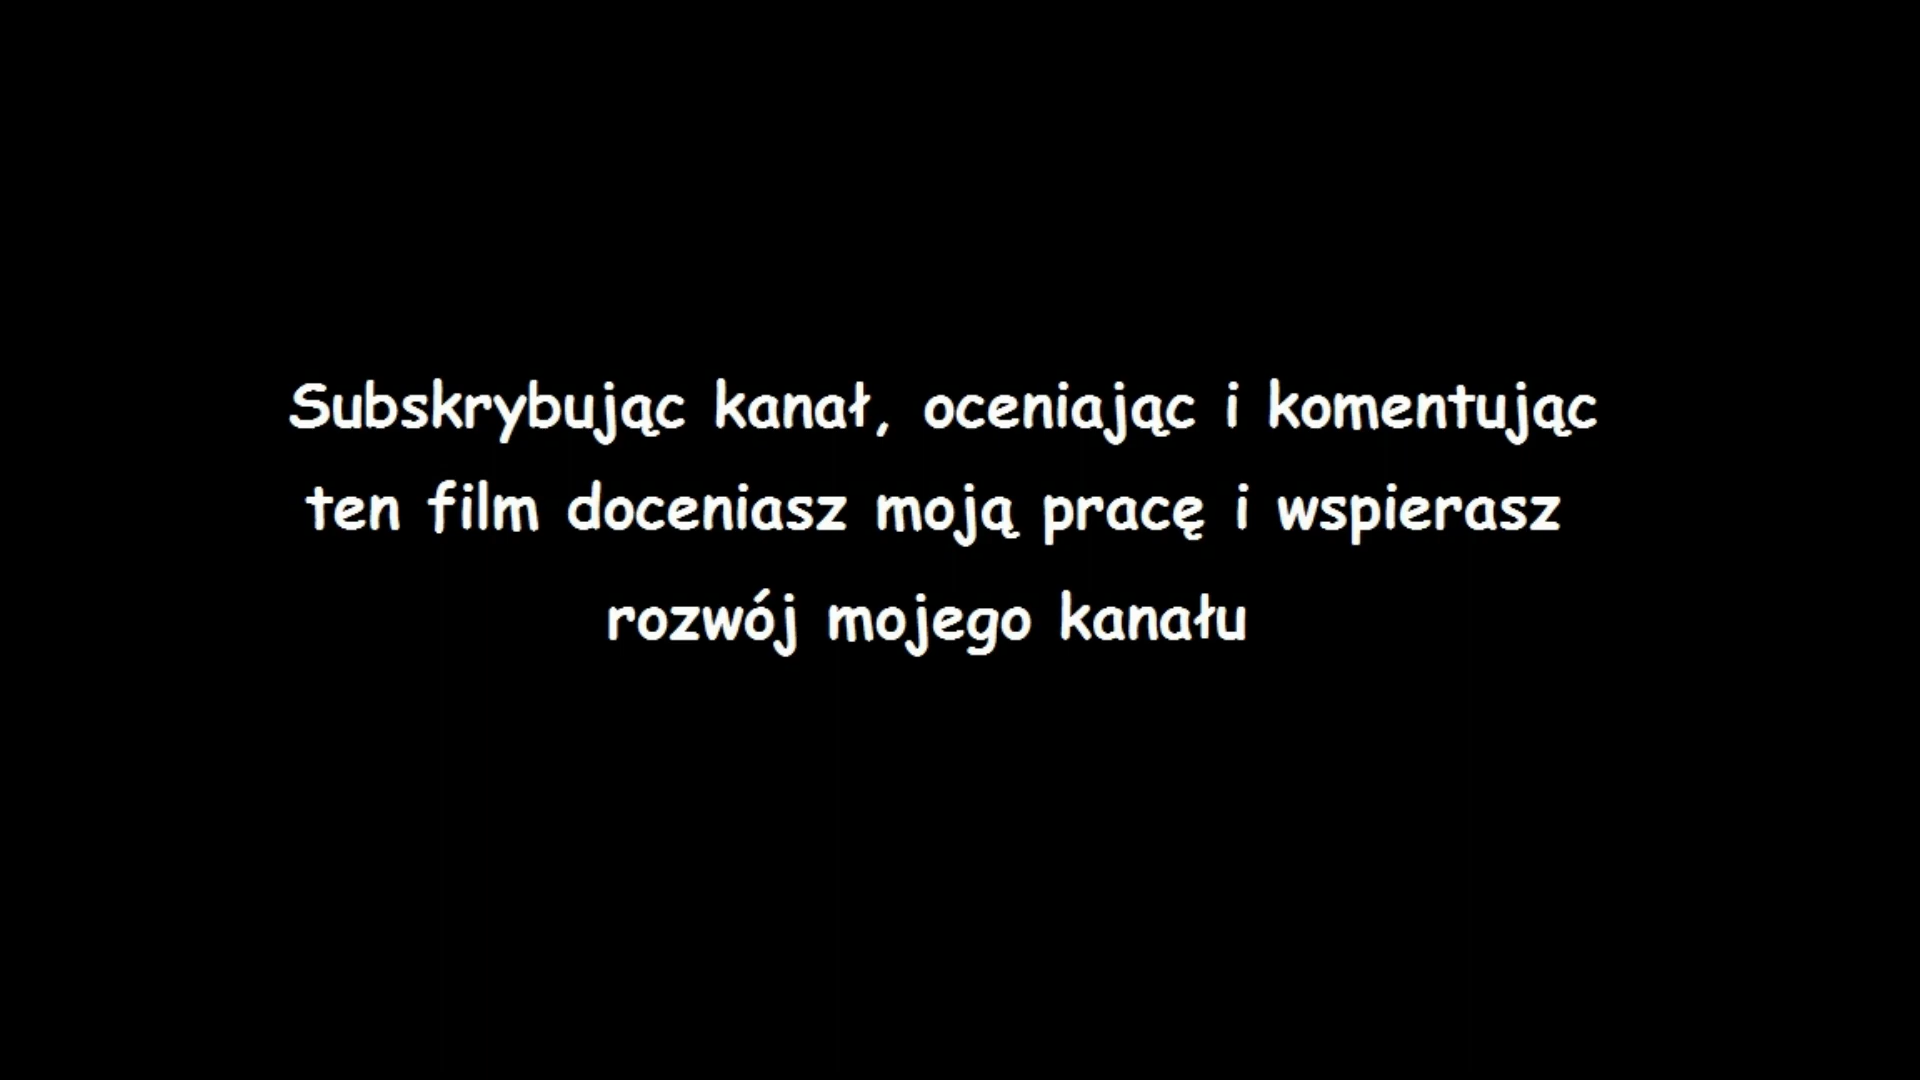 Subskrybując kanał, oceniając i komentując
ten film doceniasz moją pracę i wspierasz
rozwój mojego kanału